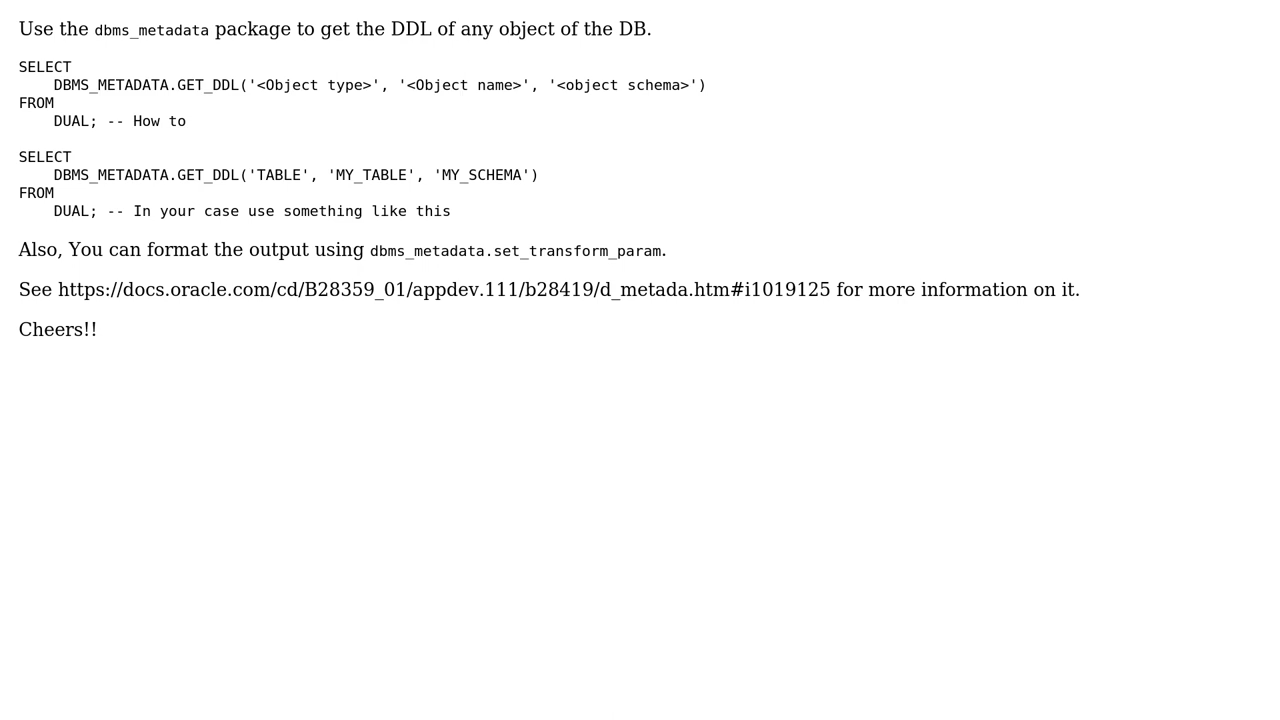 Use the dbms_metadata package to get the DDL of any object of the DB.
SELECT
    DBMS_METADATA.GET_DDL('<Object type>', '<Object name>', '<object schema>')
FROM
    DUAL; -- How to
SELECT
    DBMS_METADATA.GET_DDL('TABLE', 'MY_TABLE', 'MY_SCHEMA')
FROM
    DUAL; -- In your case use something like this
Also, You can format the output using dbms_metadata.set_transform_param.
See https://docs.oracle.com/cd/B28359_01/appdev.111/b28419/d_metada.htm#i1019125 for more information on it.
Cheers!!